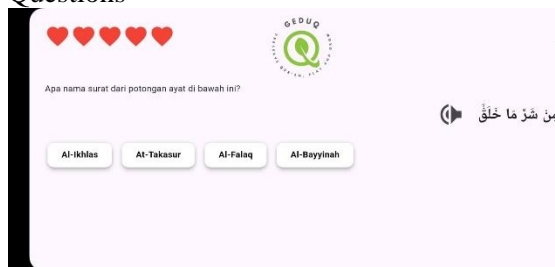 Questions
GEDUQ
Apa nama surat dari potongan ayat di bawah ini?
مِنْ شَرِّ مَا خَلَقَۙ
Al-Ikhlas
At-Takasur
Al-Falaq
Al-Bayyinah